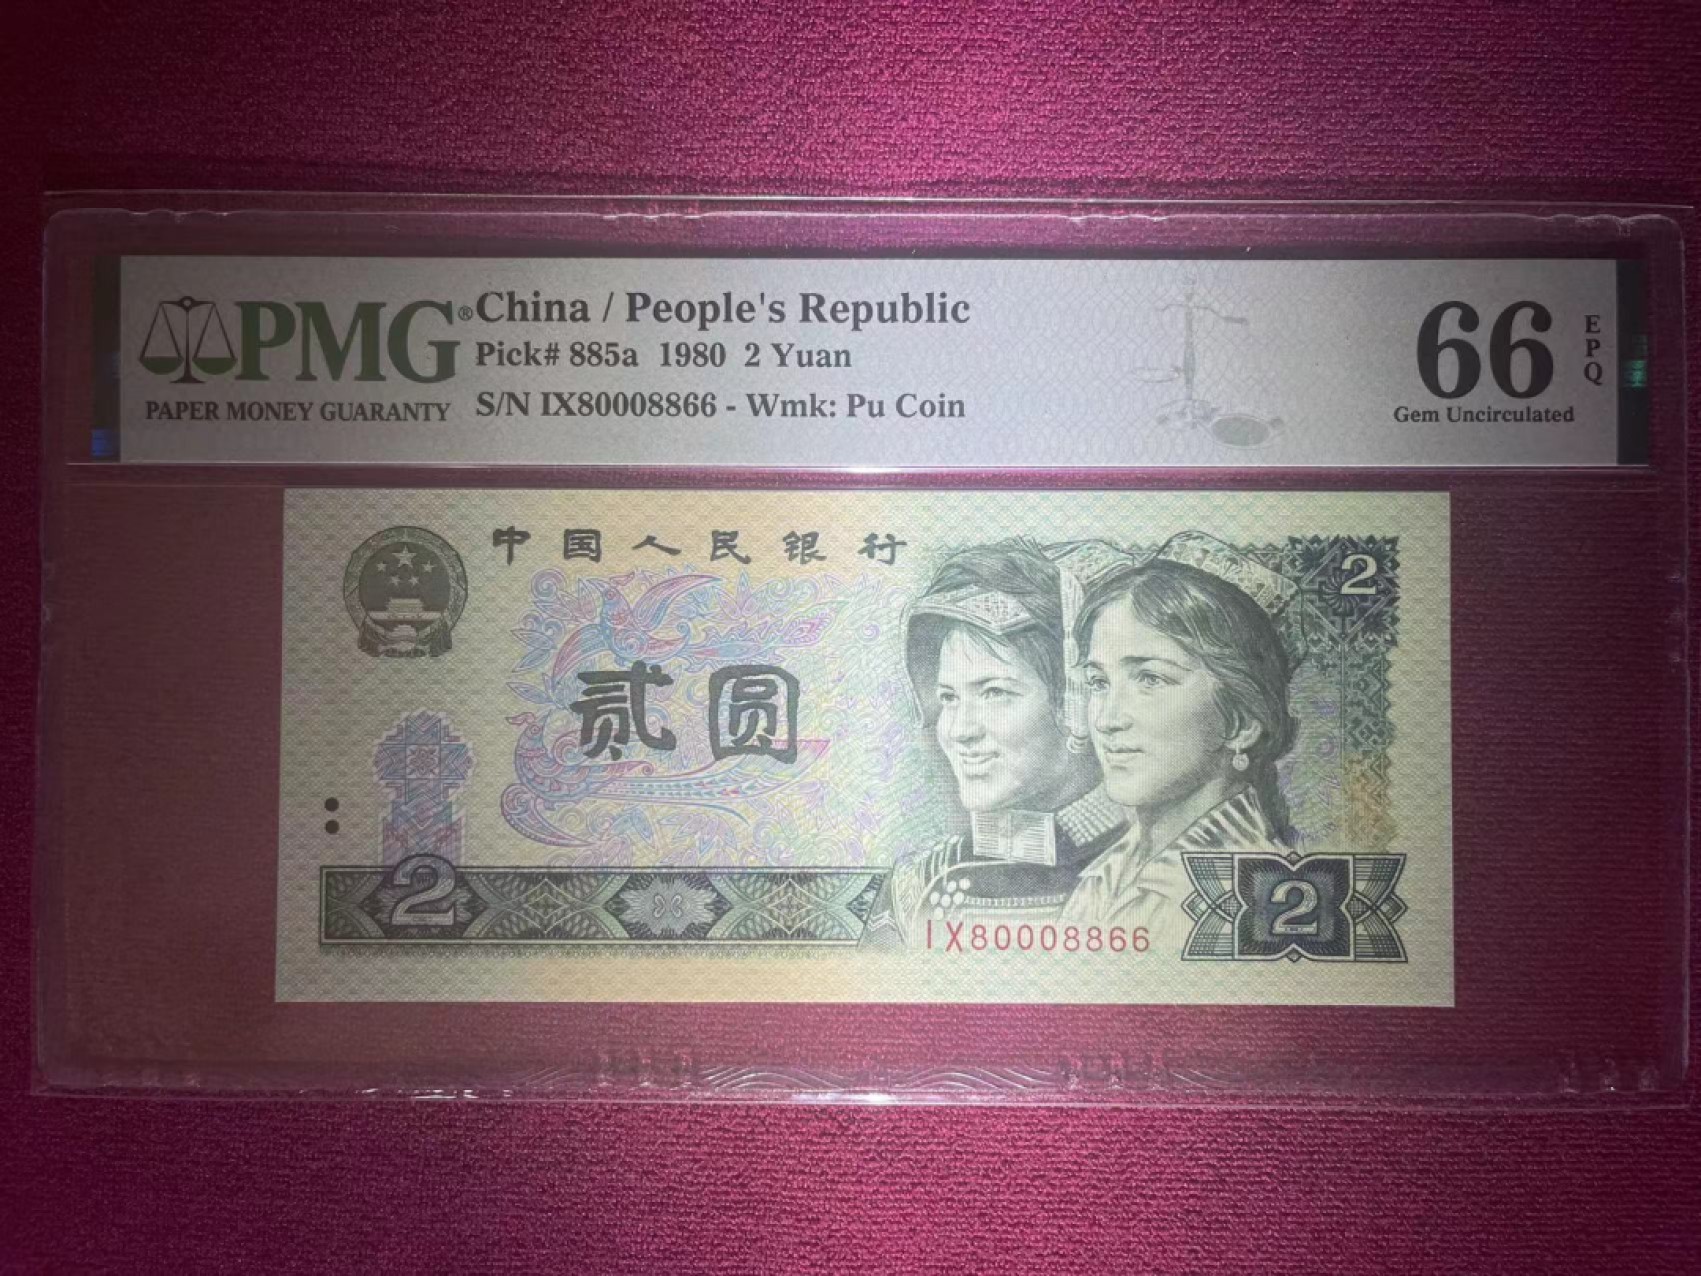 PMG®
PAPER MONEY GUARANTY
China / People's Republic
Pick# 885a 1980 2 Yuan
S/N IX80008866 - Wmk: Pu Coin
66
EPQ
Gem Uncirculated
中国人民银行
2
贰圆
2
IX80008866
2